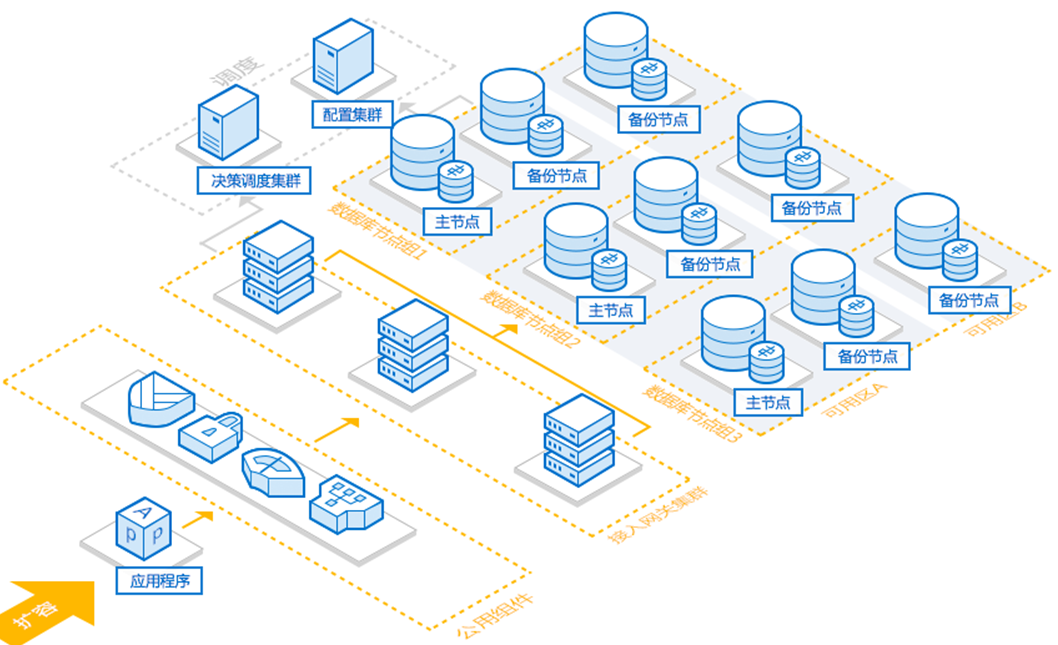 调度
配置集群
决策调度集群
备份节点
备份节点
主节点
数据库节点组1
备份节点
备份节点
主节点
数据库节点组2
备份节点
备份节点
主节点
数据库节点组3
可用区B
可用区A
接入网关集群
A
P
P
应用程序
公用组件
扩容